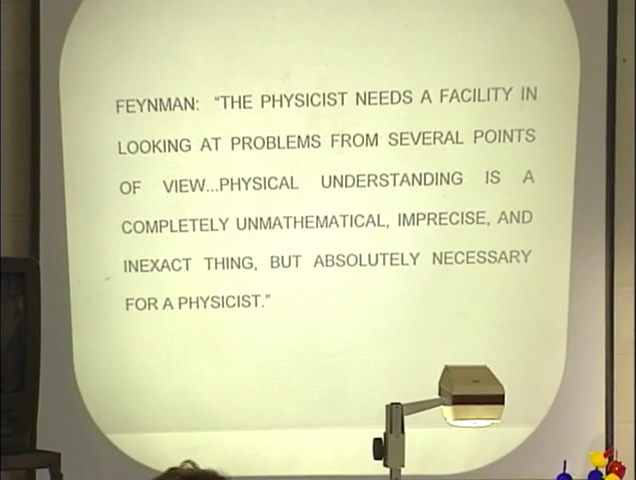 FEYNMAN: "THE PHYSICIST NEEDS A FACILITY IN
LOOKING AT PROBLEMS FROM SEVERAL POINTS
OF VIEW...PHYSICAL UNDERSTANDING IS A
COMPLETELY UNMATHEMATICAL, IMPRECISE, AND
INEXACT THING, BUT ABSOLUTELY NECESSARY
FOR A PHYSICIST."